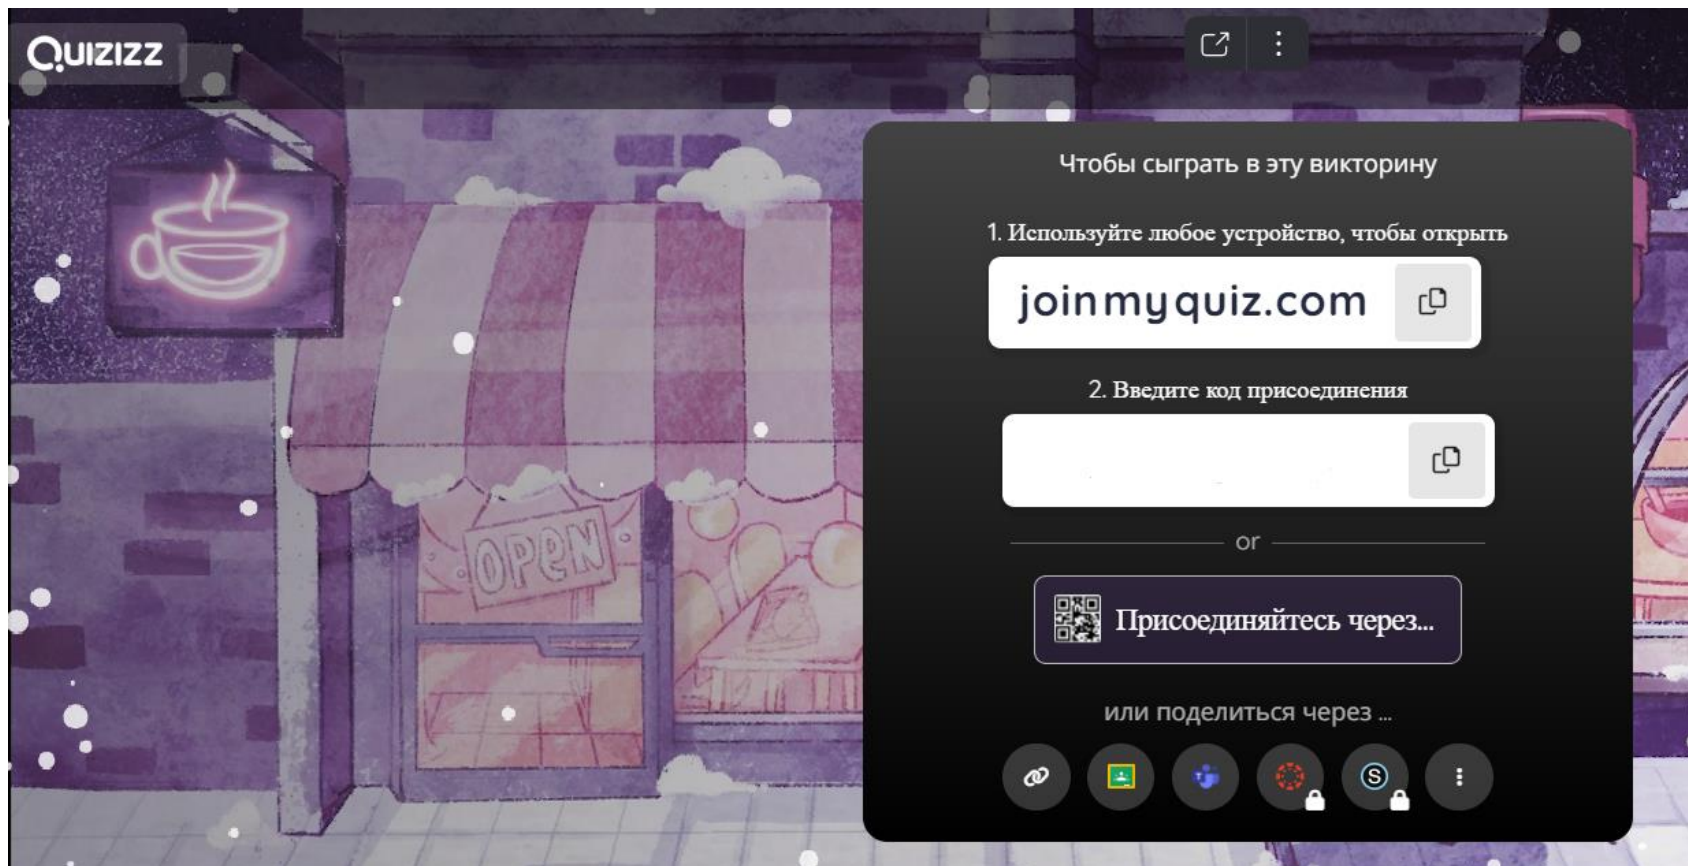 QUIZIZZ
Чтобы сыграть в эту викторину
1. Используйте любое устройство, чтобы открыть
joinmyquiz.com
2. Введите код присоединения
or
OPEN
Присоединяйтесь через...
или поделиться через ...
S